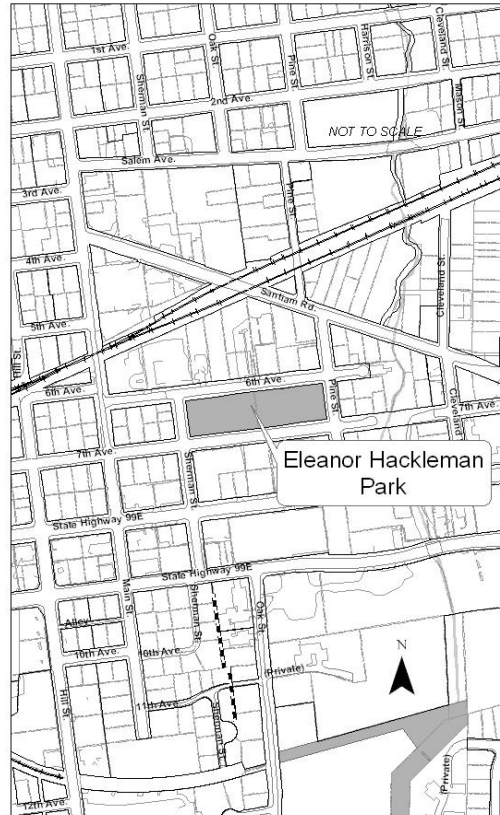 1st Ave.
Sherman St.
Oak St.
Pine St.
Harrison St.
Cleveland St.
2nd Ave.
Mason St.
NOT TO SCALE
Salem Ave.
3rd Ave.
Pine St.
4th Ave.
Santiam Rd.
Cleveland St.
5th Ave.
Hill St.
6th Ave.
6th Ave.
Pine St.
Cleveland
7th Ave.
7th Ave.
Sherman St.
Eleanor Hackleman
Park
State Highway 99E
State Highway 99E
Main St.
Sherman St.
Oak St.
Alley
10th Ave.
10th Ave.
(Private)
N
11th Ave.
Hill St.
Sherman St.
(Private)
12th Ave.